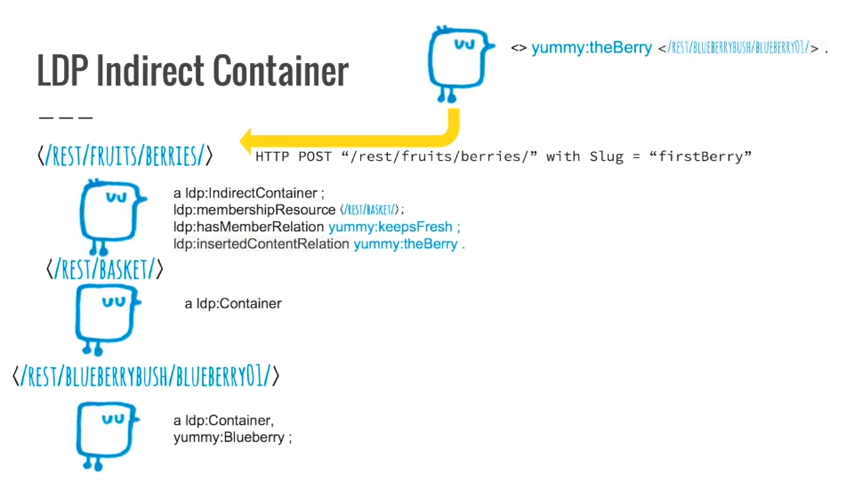 <> yummy:theBerry </REST/BLUEBERRYBUSH/BLUEBERRY01/> .
LDP Indirect Container
HTTP POST “/rest/fruits/berries/” with Slug = “firstBerry”
</REST/FRUITS/BERRIES/>
a ldp:IndirectContainer ;
ldp:membershipResource </REST/BASKET/> ;
ldp:hasMemberRelation yummy:keepsFresh ;
ldp:insertedContentRelation yummy:theBerry .
</REST/BASKET/>
a ldp:Container
</REST/BLUEBERRYBUSH/BLUEBERRY01/>
a ldp:Container,
yummy:Blueberry ;